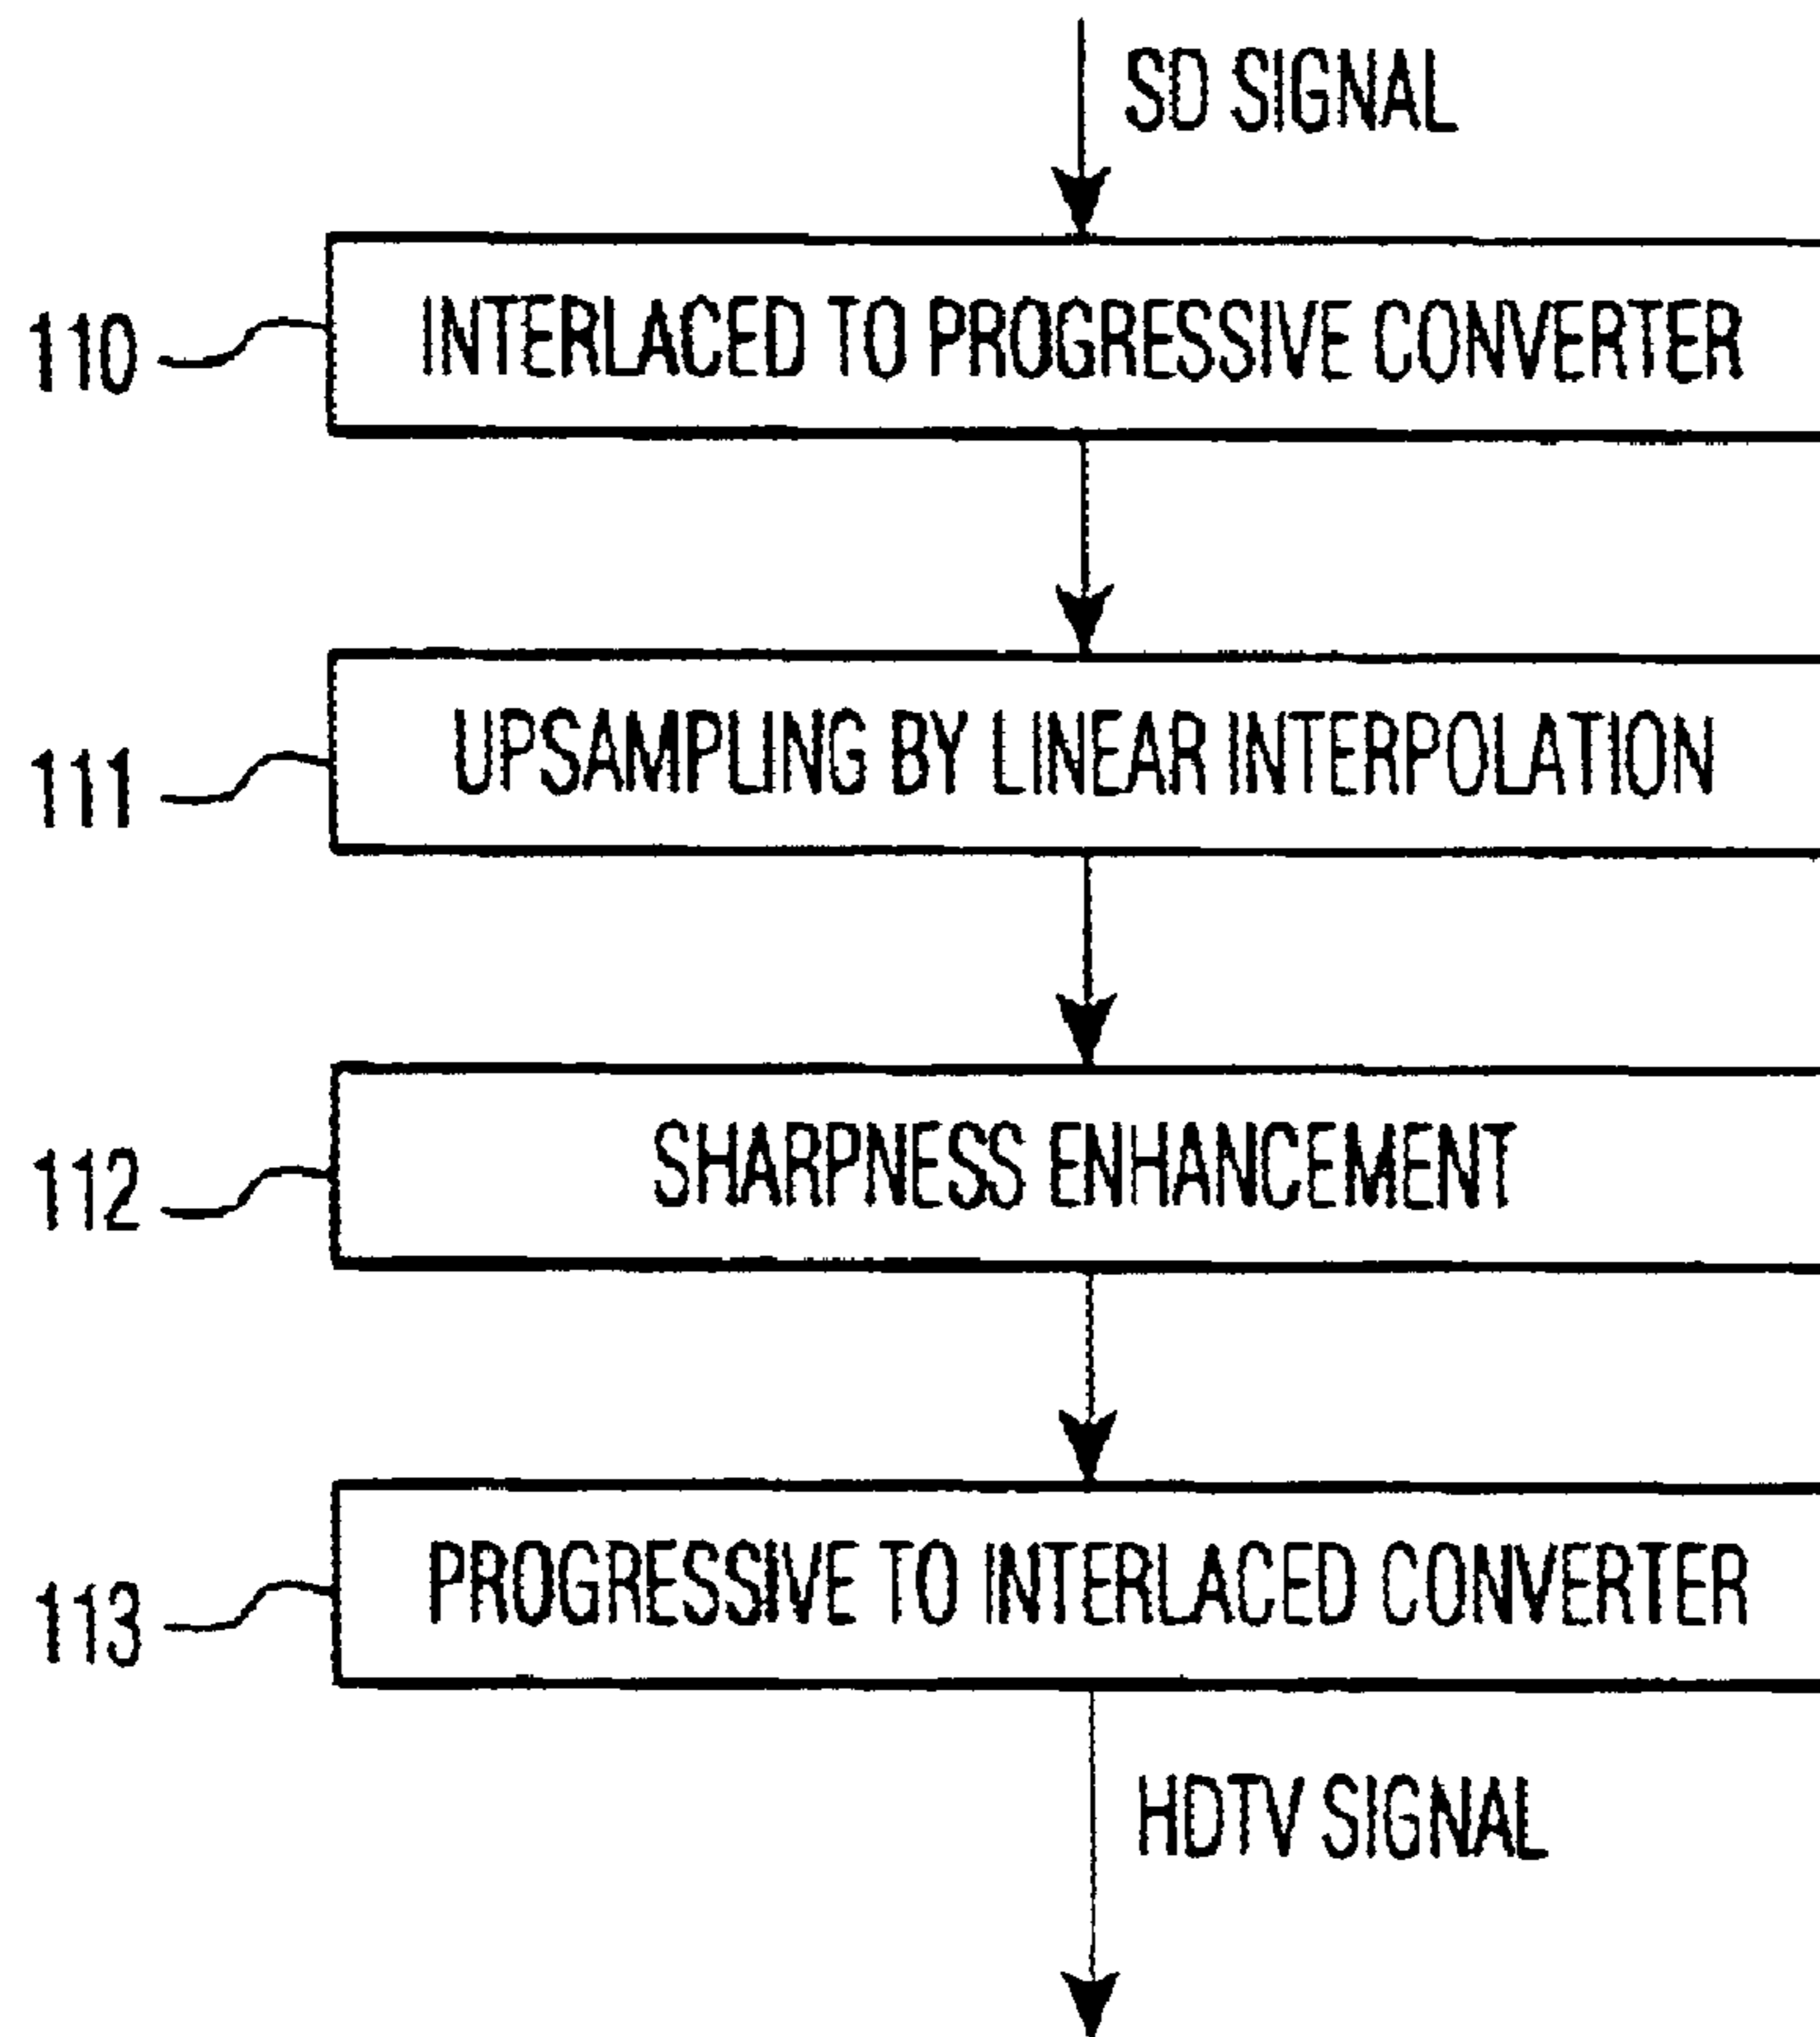 SD SIGNAL
110 INTERLACED TO PROGRESSIVE CONVERTER
111 UPSAMPLING BY LINEAR INTERPOLATION
112 SHARPNESS ENHANCEMENT
113 PROGRESSIVE TO INTERLACED CONVERTER
HDTV SIGNAL